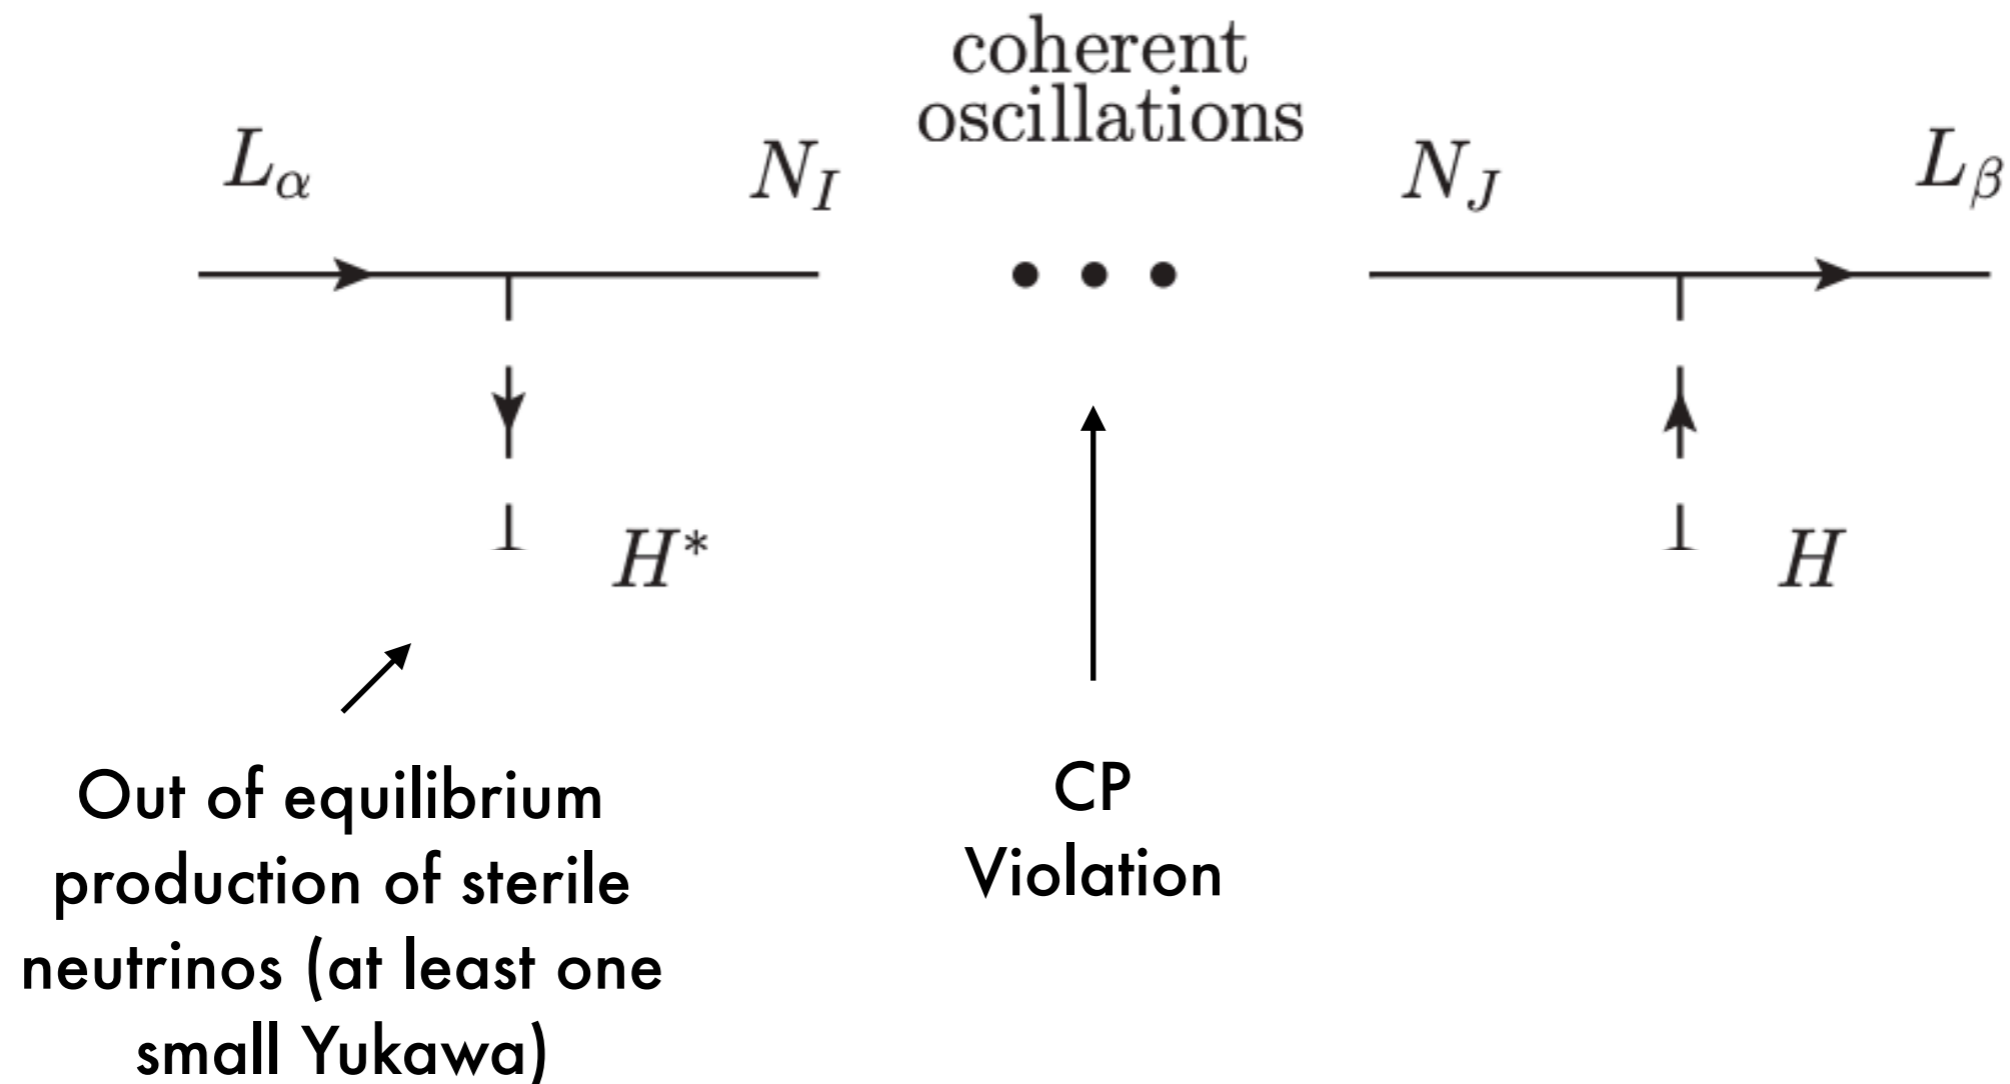 coherent
oscillations
L_α
N_I
N_J
L_β
H*
H
Out of equilibrium
production of sterile
neutrinos (at least one
small Yukawa)
CP
Violation